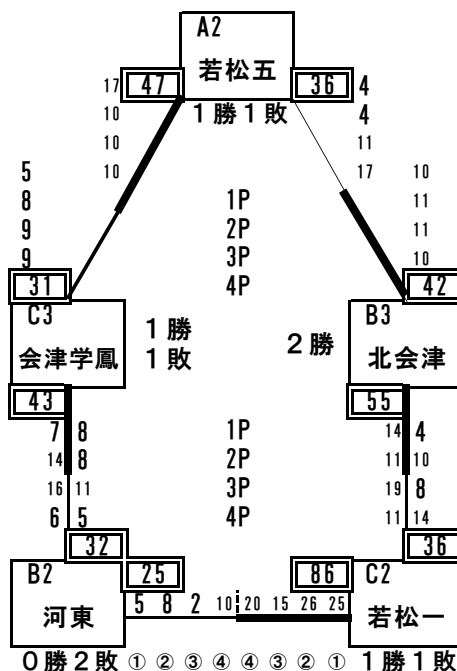 A2
若松五
17 47 36 4
1勝1敗
10 4
10 11
5 10 17 10
8 1P 11
9 2P 11
9 3P 10
31 4P 42
C3 B3
会津学鳳 1勝 1敗 2勝 北会津
43 55
7 8 1P 14 4
14 8 2P 11 10
16 11 3P 19 8
6 5 4P 11 14
32 36
B2 25 86 C2
河東 5 8 2 10 20 15 26 25 若松一
0勝2敗 ① ② ③ ④ ④ ③ ② ① 1勝1敗